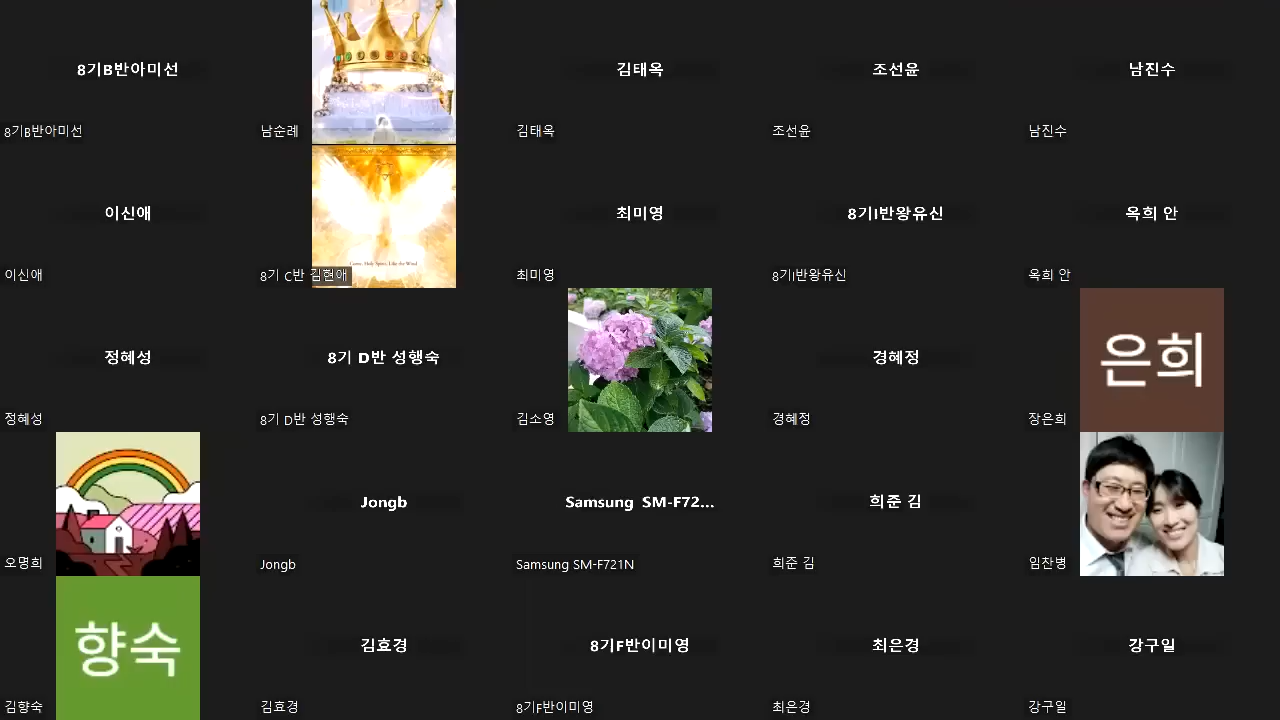 8기B반아미선
김태옥
조선윤
남진수
8기B반아미선
남순례
김태옥
조선윤
남진수
이신애
최미영
8기I반왕유신
옥희 안
Come, Holy Spirit, Like the Wind
이신애
8기 C반 김현애
최미영
8기I반왕유신
옥희 안
정혜성
8기 D반 성행숙
경혜정
은희
정혜성
8기 D반 성행숙
김소영
경혜정
장은희
Jongb
Samsung SM-F72...
희준 김
오명희
Jongb
Samsung SM-F721N
희준 김
임찬병
향숙
김효경
8기F반이미영
최은경
강구일
김향숙
김효경
8기F반이미영
최은경
강구일